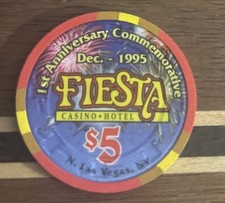 1st Anniversary Commemorative
Dec. - 1995
FIESTA
CASINO • HOTEL
$5
N. Las Vegas, NV